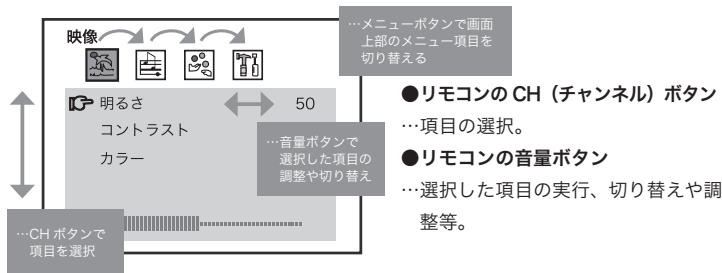 映像
…メニューボタンで画面
上部のメニュー項目を
切り替える
明るさ
50
コントラスト
カラー
…音量ボタンで
選択した項目の
調整や切り替え
…CH ボタンで
項目を選択
●リモコンの CH（チャンネル）ボタン
…項目の選択。
●リモコンの音量ボタン
…選択した項目の実行、切り替えや調
整等。